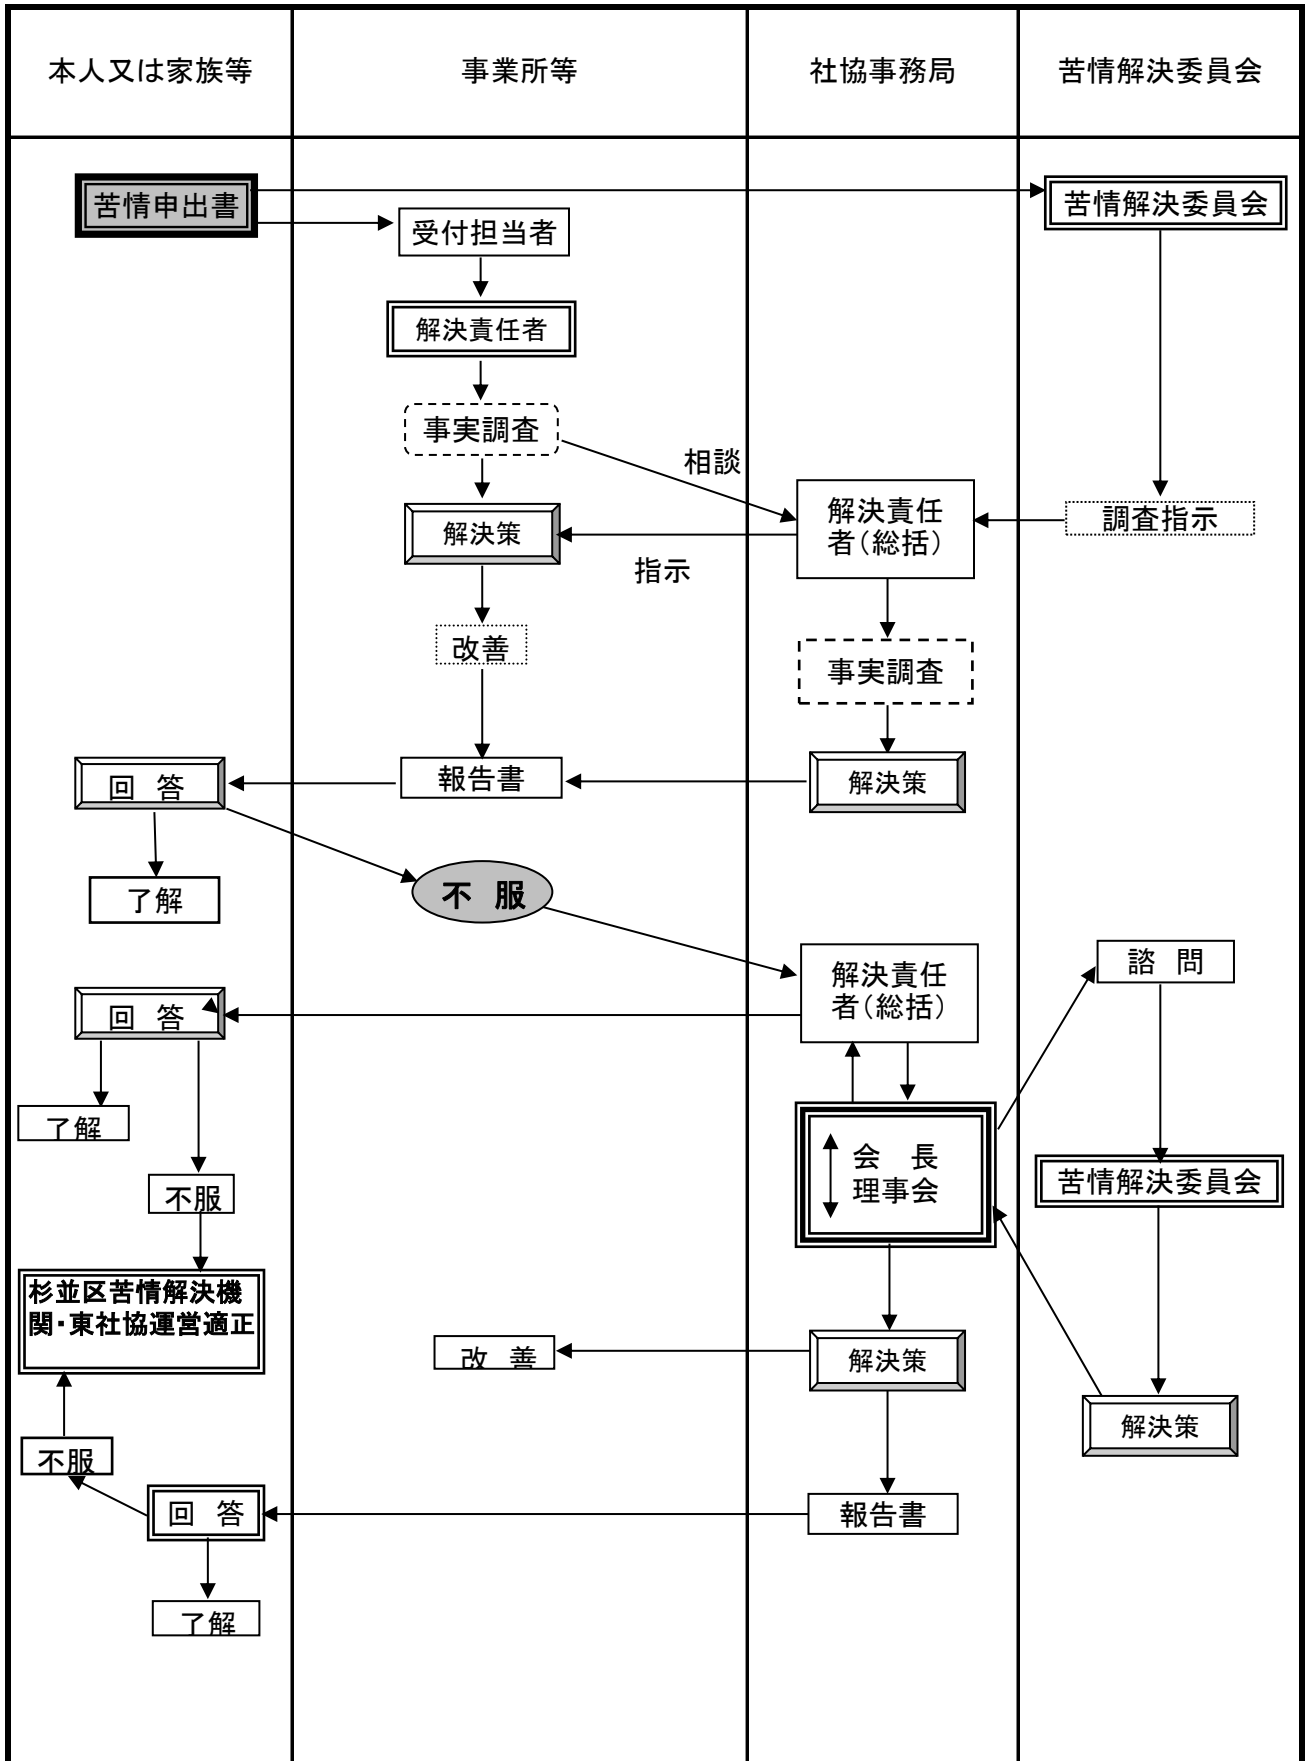 本人又は家族等
事業所等
社協事務局
苦情解決委員会
苦情申出書
苦情解決委員会
受付担当者
解決責任者
事実調査
相談
解決責任
者(総括)
調査指示
解決策
指示
改善
事実調査
回 答
報告書
解決策
了解
不 服
解決責任
者(総括)
諮 問
回 答
了解
会 長
理事会
苦情解決委員会
不服
杉並区苦情解決機
関・東社協運営適正
改 善
解決策
解決策
不服
回 答
報告書
了解